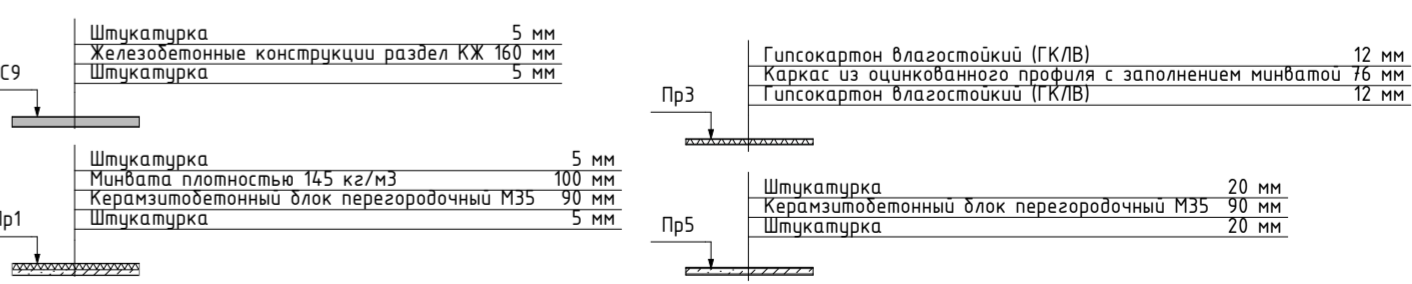 С9
Штукатурка 5 мм
Железобетонные конструкции раздел КЖ 160 мм
Штукатурка 5 мм
Пр1
Штукатурка 5 мм
Минвата плотностью 145 кг/м3 100 мм
Керамзитобетонный блок перегородочный М35 90 мм
Штукатурка 5 мм
Пр3
Гипсокартон влагостойкий (ГКЛВ) 12 мм
Каркас из оцинкованного профиля с заполнением минватой 76 мм
Гипсокартон влагостойкий (ГКЛВ) 12 мм
Пр5
Штукатурка 20 мм
Керамзитобетонный блок перегородочный М35 90 мм
Штукатурка 20 мм